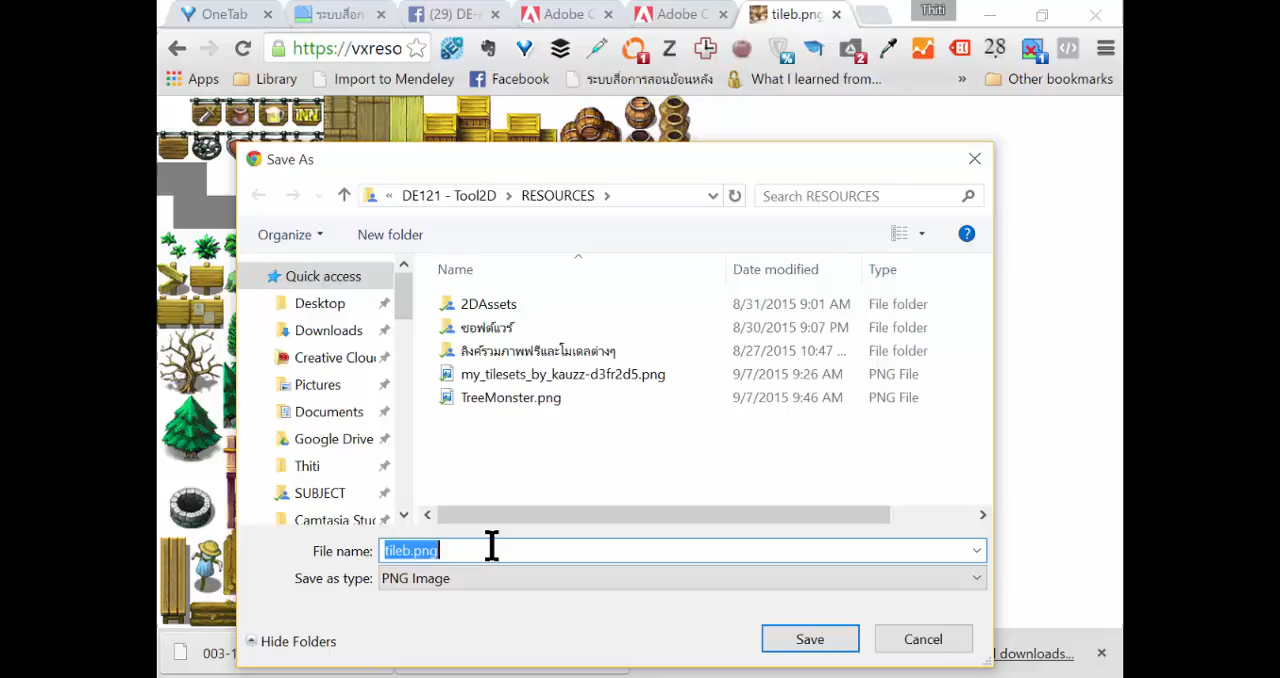 OneTab
ระบบสื่อก
(29) DE-
Adobe C
Adobe C
tileb.png
Thiti
https://vxreso
1
Z
%
2
28
1
Apps
Library
Import to Mendeley
Facebook
ระบบสื่อการสอนย้อนหลัง
What I learned from...
»
Other bookmarks
INN
Save As
« DE121 - Tool2D > RESOURCES >
Search RESOURCES
Organize
New folder
?
Quick access
Desktop
Downloads
Creative Clou
Pictures
Documents
Google Drive
Thiti
SUBJECT
Camtasia Stu
Name Date modified Type
2DAssets 8/31/2015 9:01 AM File folder
ซอฟต์แวร์ 8/30/2015 9:07 PM File folder
ลิงค์รวมภาพฟรีและโมเดลต่างๆ 8/27/2015 10:47 ... File folder
my_tilesets_by_kauzz-d3fr2d5.png 9/7/2015 9:26 AM PNG File
TreeMonster.png 9/7/2015 9:46 AM PNG File
File name: tileb.png
Save as type: PNG Image
Hide Folders
Save
Cancel
003-1
downloads...